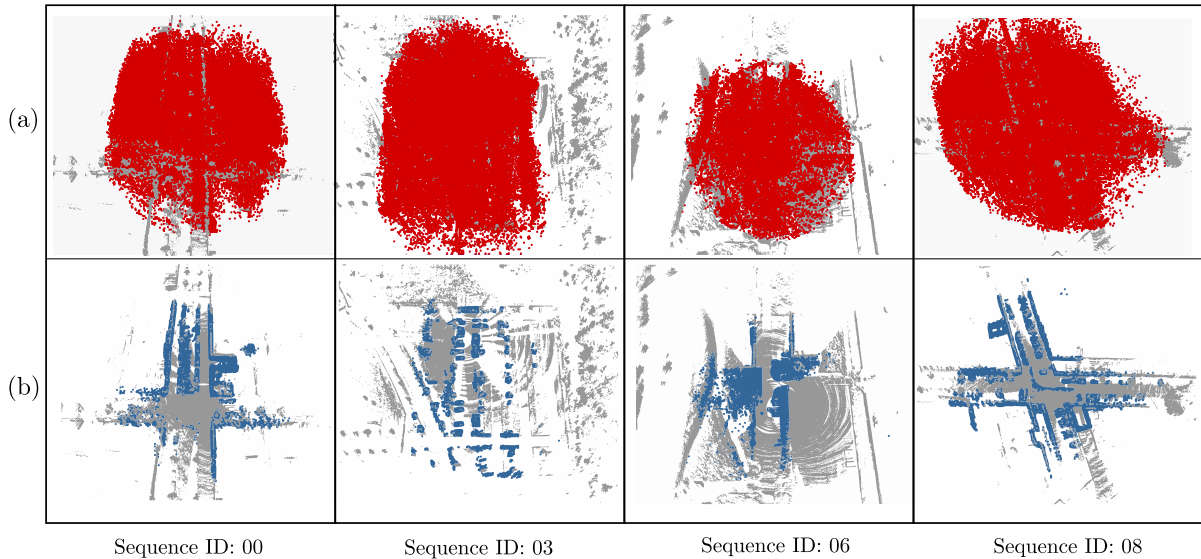 (a)
(b)
Sequence ID: 00
Sequence ID: 03
Sequence ID: 06
Sequence ID: 08